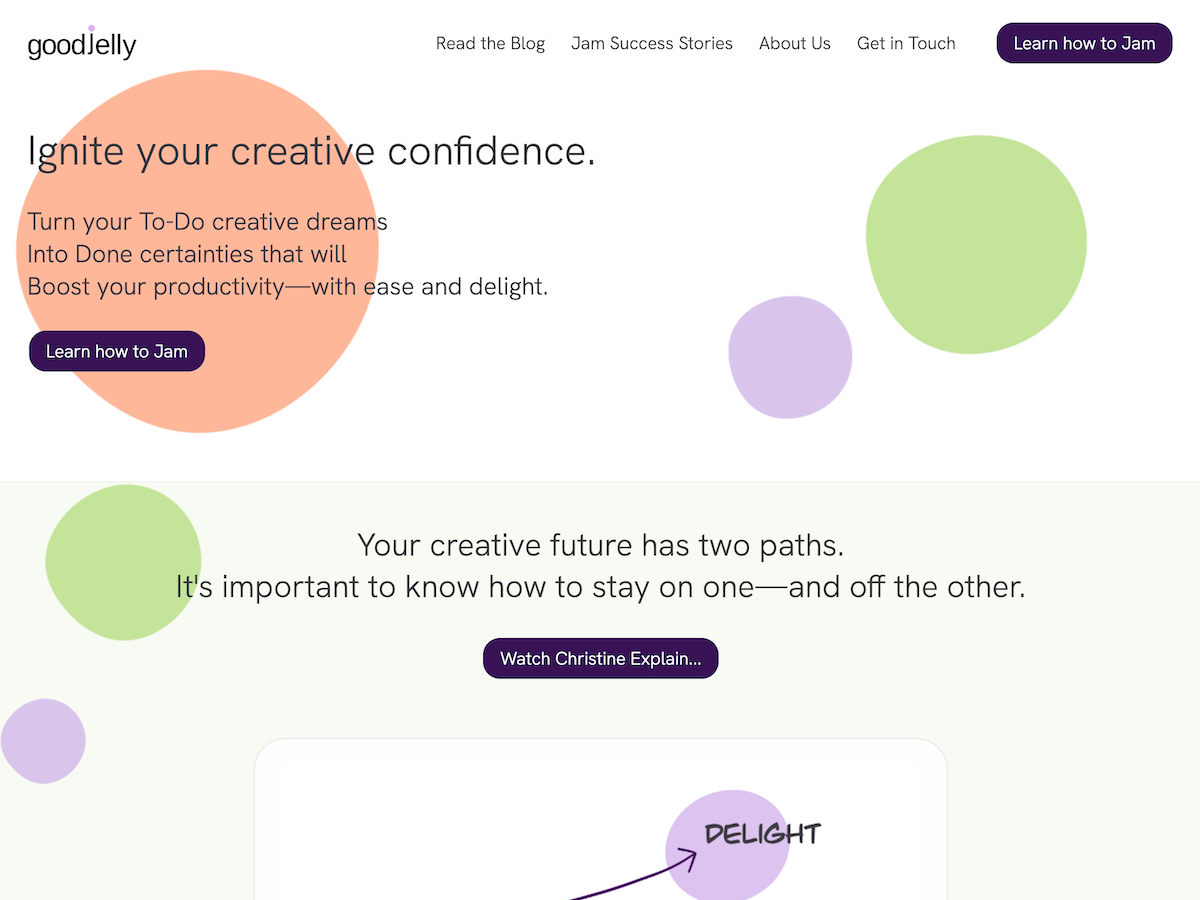 goodjelly
Read the Blog
Jam Success Stories
About Us
Get in Touch
Learn how to Jam
Ignite your creative confidence.
Turn your To-Do creative dreams
Into Done certainties that will
Boost your productivity—with ease and delight.
Learn how to Jam
Your creative future has two paths.
It's important to know how to stay on one—and off the other.
Watch Christine Explain...
DELIGHT